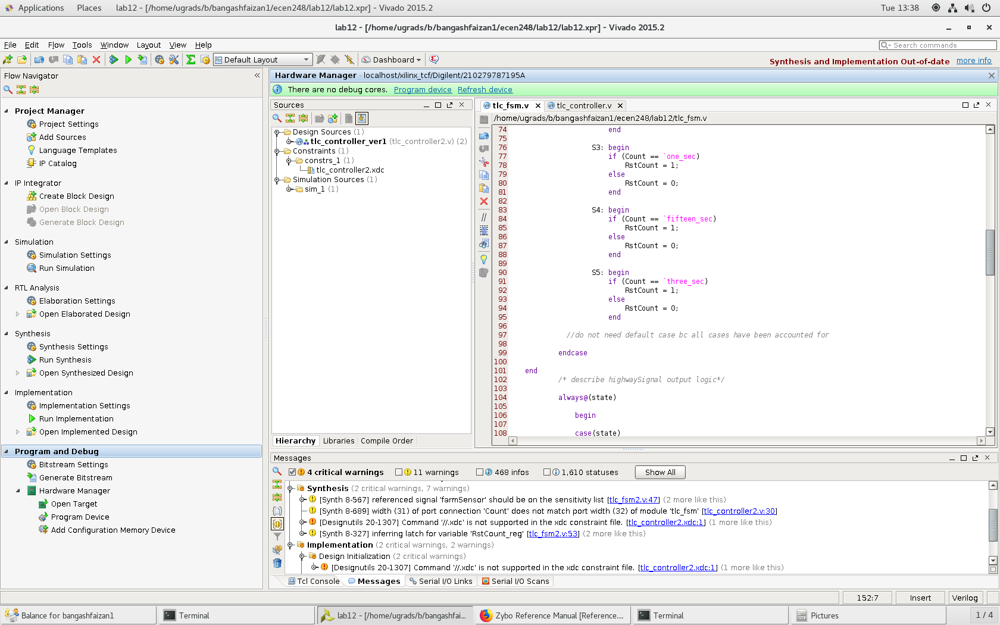 Applications Places lab12 - [/home/ugrads/b/bangashfaizan1/ecen248/lab12/lab12.xpr] - Vivado 2015.2 Tue 13:38
lab12 - [/home/ugrads/b/bangashfaizan1/ecen248/lab12/lab12.xpr] - Vivado 2015.2
File Edit Flow Tools Window Layout View Help
Search commands
Default Layout Dashboard
Synthesis and Implementation Out-of-date more info
Flow Navigator
Project Manager
Project Settings
Add Sources
Language Templates
IP Catalog
IP Integrator
Create Block Design
Open Block Design
Generate Block Design
Simulation
Simulation Settings
Run Simulation
RTL Analysis
Elaboration Settings
Open Elaborated Design
Synthesis
Synthesis Settings
Run Synthesis
Open Synthesized Design
Implementation
Implementation Settings
Run Implementation
Open Implemented Design
Program and Debug
Bitstream Settings
Generate Bitstream
Hardware Manager
Open Target
Program Device
Add Configuration Memory Device
Hardware Manager - localhost/xilinx_tcf/Digilent/210279787195A
There are no debug cores. Program device Refresh device
Sources
Design Sources (1)
tlc_controller_ver1 (tlc_controller2.v) (2)
Constraints (1)
constrs_1 (1)
tlc_controller2.xdc
Simulation Sources (1)
sim_1 (1)
Hierarchy Libraries Compile Order
tlc_fsm.v tlc_controller.v
/home/ugrads/b/bangashfaizan1/ecen248/lab12/tlc_fsm.v
74 end
75
76 S3: begin
77 if (Count == `one_sec)
78 RstCount = 1;
79 else
80 RstCount = 0;
81 end
82
83 S4: begin
84 if (Count == `fifteen_sec)
85 RstCount = 1;
86 else
87 RstCount = 0;
88 end
89
90 S5: begin
91 if (Count == `three_sec)
92 RstCount = 1;
93 else
94 RstCount = 0;
95 end
96
97 //do not need default case bc all cases have been accounted for
98
99 endcase
100
101 end
102 /* describe highwaySignal output logic*/
103
104 always@(state)
105
106 begin
107
108 case(state)
Messages
4 critical warnings 11 warnings 468 infos 1,610 statuses Show All
Synthesis (2 critical warnings, 7 warnings)
[Synth 8-567] referenced signal 'farmSensor' should be on the sensitivity list [tlc_fsm2.v:47] (2 more like this)
[Synth 8-689] width (31) of port connection 'Count' does not match port width (32) of module 'tlc_fsm' [tlc_controller2.v:30]
[Designutils 20-1307] Command '//.xdc' is not supported in the xdc constraint file. [tlc_controller2.xdc:1] (1 more like this)
[Synth 8-327] inferring latch for variable 'RstCount_reg' [tlc_fsm2.v:53] (2 more like this)
Implementation (2 critical warnings, 2 warnings)
Design Initialization (2 critical warnings)
[Designutils 20-1307] Command '//.xdc' is not supported in the xdc constraint file. [tlc_controller2.xdc:1] (1 more like this)
Tcl Console Messages Serial I/O Links Serial I/O Scans
152:7 Insert Verilog
Balance for bangashfaizan1 Terminal lab12 - [/home/ugrads/b/bangashfai... Zybo Reference Manual [Reference.... Terminal Pictures 1 / 4